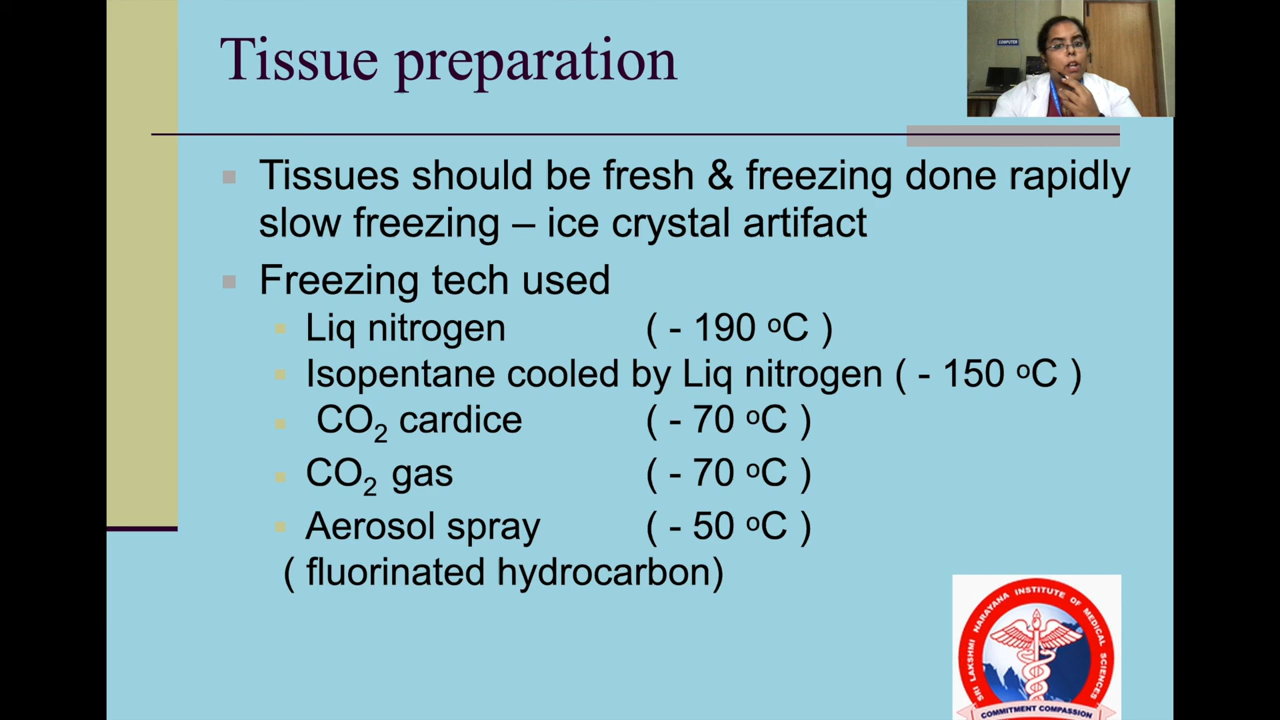 Tissue preparation
COMPUTER
Tissues should be fresh & freezing done rapidly
slow freezing – ice crystal artifact
Freezing tech used
Liq nitrogen ( - 190 ºC )
Isopentane cooled by Liq nitrogen ( - 150 ºC )
CO₂ cardice ( - 70 ºC )
CO₂ gas ( - 70 ºC )
Aerosol spray ( - 50 ºC )
( fluorinated hydrocarbon)
SRI LAKSHMI NARAYANA INSTITUTE OF MEDICAL SCIENCES
COMMITMENT COMPASSION